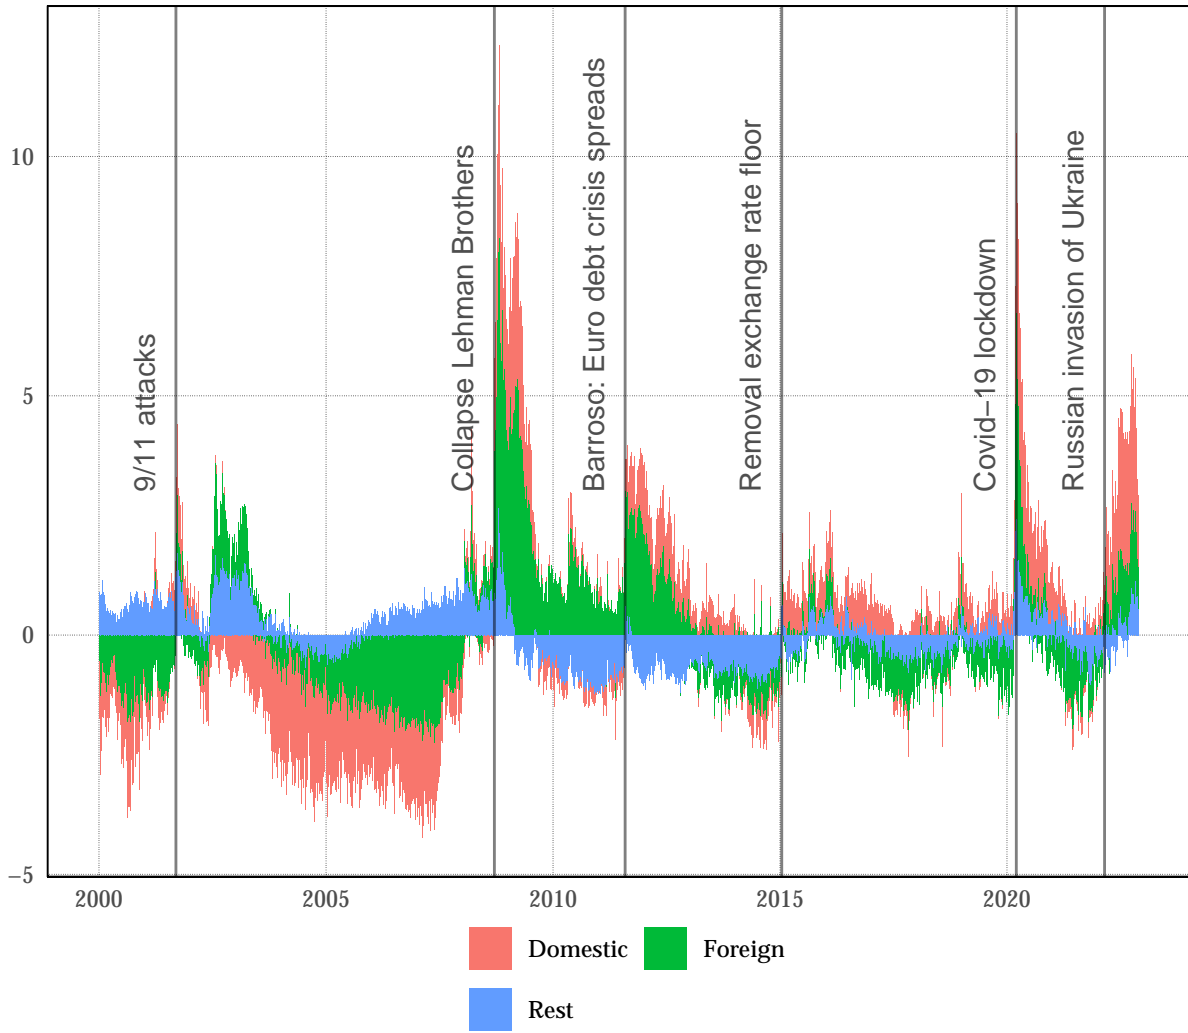 10
5
0
−5
9/11 attacks
Collapse Lehman Brothers
Barroso: Euro debt crisis spreads
Removal exchange rate floor
Covid−19 lockdown
Russian invasion of Ukraine
2000
2005
2010
2015
2020
Domestic
Foreign
Rest